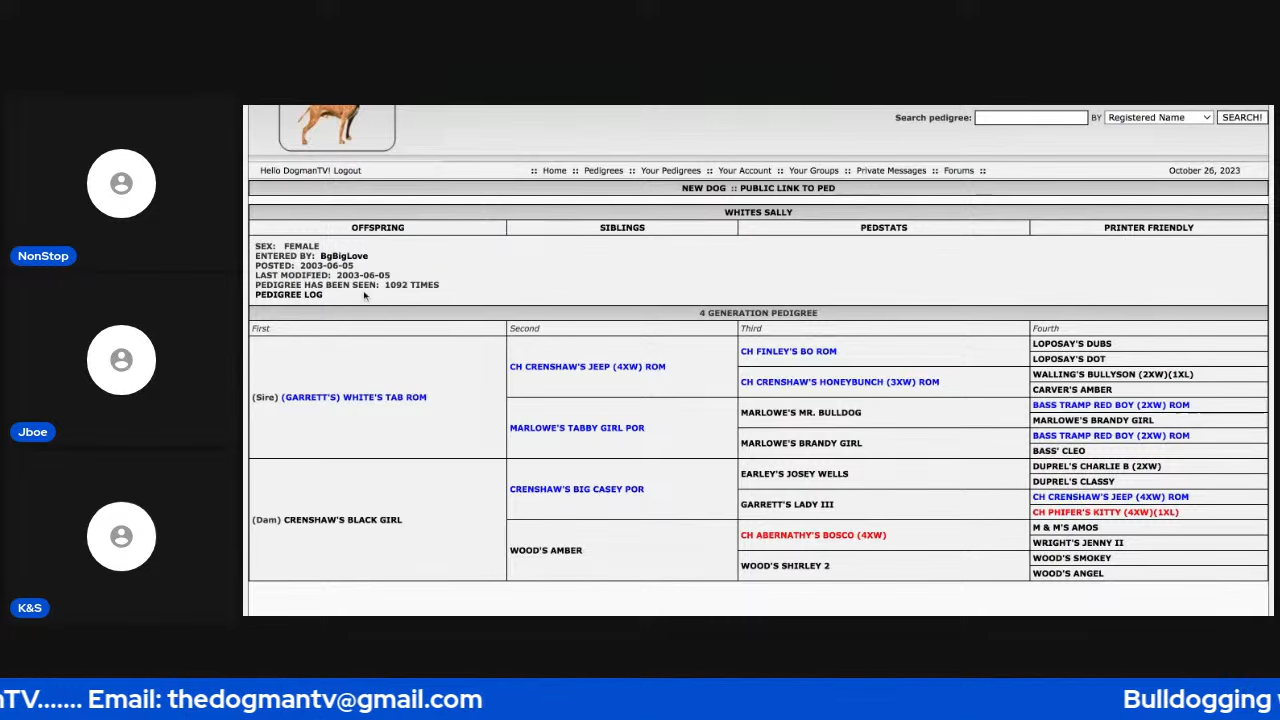 Search pedigree: BY Registered Name SEARCH!
Hello DogmanTV! Logout :: Home :: Pedigrees :: Your Pedigrees :: Your Account :: Your Groups :: Private Messages :: Forums :: October 26, 2023
NEW DOG :: PUBLIC LINK TO PED
WHITES SALLY
OFFSPRING SIBLINGS PEDSTATS PRINTER FRIENDLY
SEX: FEMALE
ENTERED BY: BgBigLove
POSTED: 2003-06-05
LAST MODIFIED: 2003-06-05
PEDIGREE HAS BEEN SEEN: 1092 TIMES
PEDIGREE LOG
4 GENERATION PEDIGREE
First Second Third Fourth
(Sire) (GARRETT'S) WHITE'S TAB ROM
(Dam) CRENSHAW'S BLACK GIRL
CH CRENSHAW'S JEEP (4XW) ROM
MARLOWE'S TABBY GIRL POR
CRENSHAW'S BIG CASEY POR
WOOD'S AMBER
CH FINLEY'S BO ROM
CH CRENSHAW'S HONEYBUNCH (3XW) ROM
MARLOWE'S MR. BULLDOG
MARLOWE'S BRANDY GIRL
EARLEY'S JOSEY WELLS
GARRETT'S LADY III
CH ABERNATHY'S BOSCO (4XW)
WOOD'S SHIRLEY 2
LOPOSAY'S DUBS
LOPOSAY'S DOT
WALLING'S BULLYSON (2XW)(1XL)
CARVER'S AMBER
BASS TRAMP RED BOY (2XW) ROM
MARLOWE'S BRANDY GIRL
BASS TRAMP RED BOY (2XW) ROM
BASS' CLEO
DUPREL'S CHARLIE B (2XW)
DUPREL'S CLASSY
CH CRENSHAW'S JEEP (4XW) ROM
CH PHIFER'S KITTY (4XW)(1XL)
M & M'S AMOS
WRIGHT'S JENNY II
WOOD'S SMOKEY
WOOD'S ANGEL
NonStop
Jboe
K&S
nTV....... Email: thedogmantv@gmail.com Bulldogging